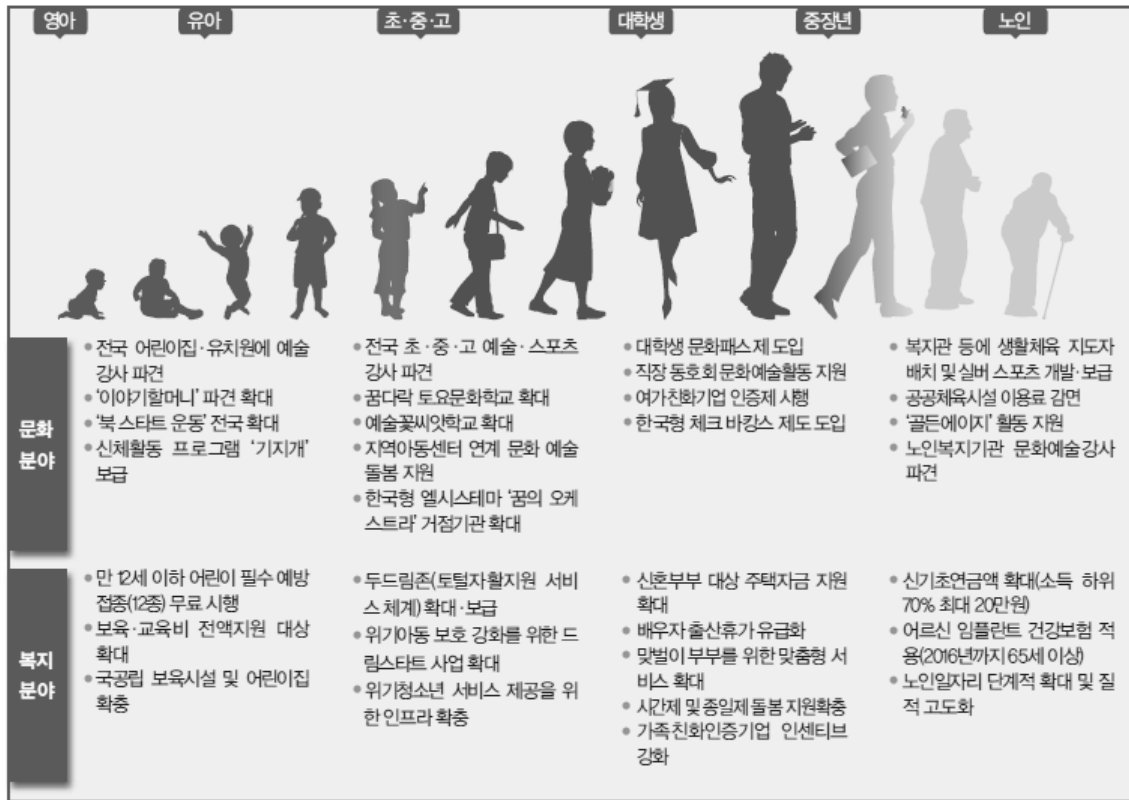 영아
유아
초·중·고
대학생
중장년
노인
문화
분야
• 전국 어린이집·유치원에 예술
강사 파견
• '이야기할머니' 파견 확대
• '북 스타트 운동' 전국 확대
• 신체활동 프로그램 '기지개'
보급
• 전국 초·중·고 예술·스포츠
강사 파견
• 꿈다락 토요문화학교 확대
• 예술꽃씨앗학교 확대
• 지역아동센터 연계 문화 예술
돌봄 지원
• 한국형 엘시스테마 '꿈의 오케
스트라' 거점기관 확대
• 대학생 문화패스 제 도입
• 직장 동호회 문화예술활동 지원
• 여가친화기업 인증제 시행
• 한국형 체크 바캉스 제도 도입
• 복지관 등에 생활체육 지도자
배치 및 실버 스포츠 개발·보급
• 공공체육시설 이용료 감면
• '골든에이지' 활동 지원
• 노인복지기관 문화예술강사
파견
복지
분야
• 만 12세 이하 어린이 필수 예방
접종(12종) 무료 시행
• 보육·교육비 전액지원 대상
확대
• 국공립 보육시설 및 어린이집
확충
• 두드림존(토털자활지원 서비
스 체계) 확대·보급
• 위기아동 보호 강화를 위한 드
림스타트 사업 확대
• 위기청소년 서비스 제공을 위
한 인프라 확충
• 신혼부부 대상 주택자금 지원
확대
• 배우자 출산휴가 유급화
• 맞벌이 부부를 위한 맞춤형 서
비스 확대
• 시간제 및 종일제 돌봄 지원확충
• 가족친화인증기업 인센티브
강화
• 신기초연금액 확대(소득 하위
70% 최대 20만원)
• 어르신 임플란트 건강보험 적
용(2016년까지 65세 이상)
• 노인일자리 단계적 확대 및 질
적 고도화